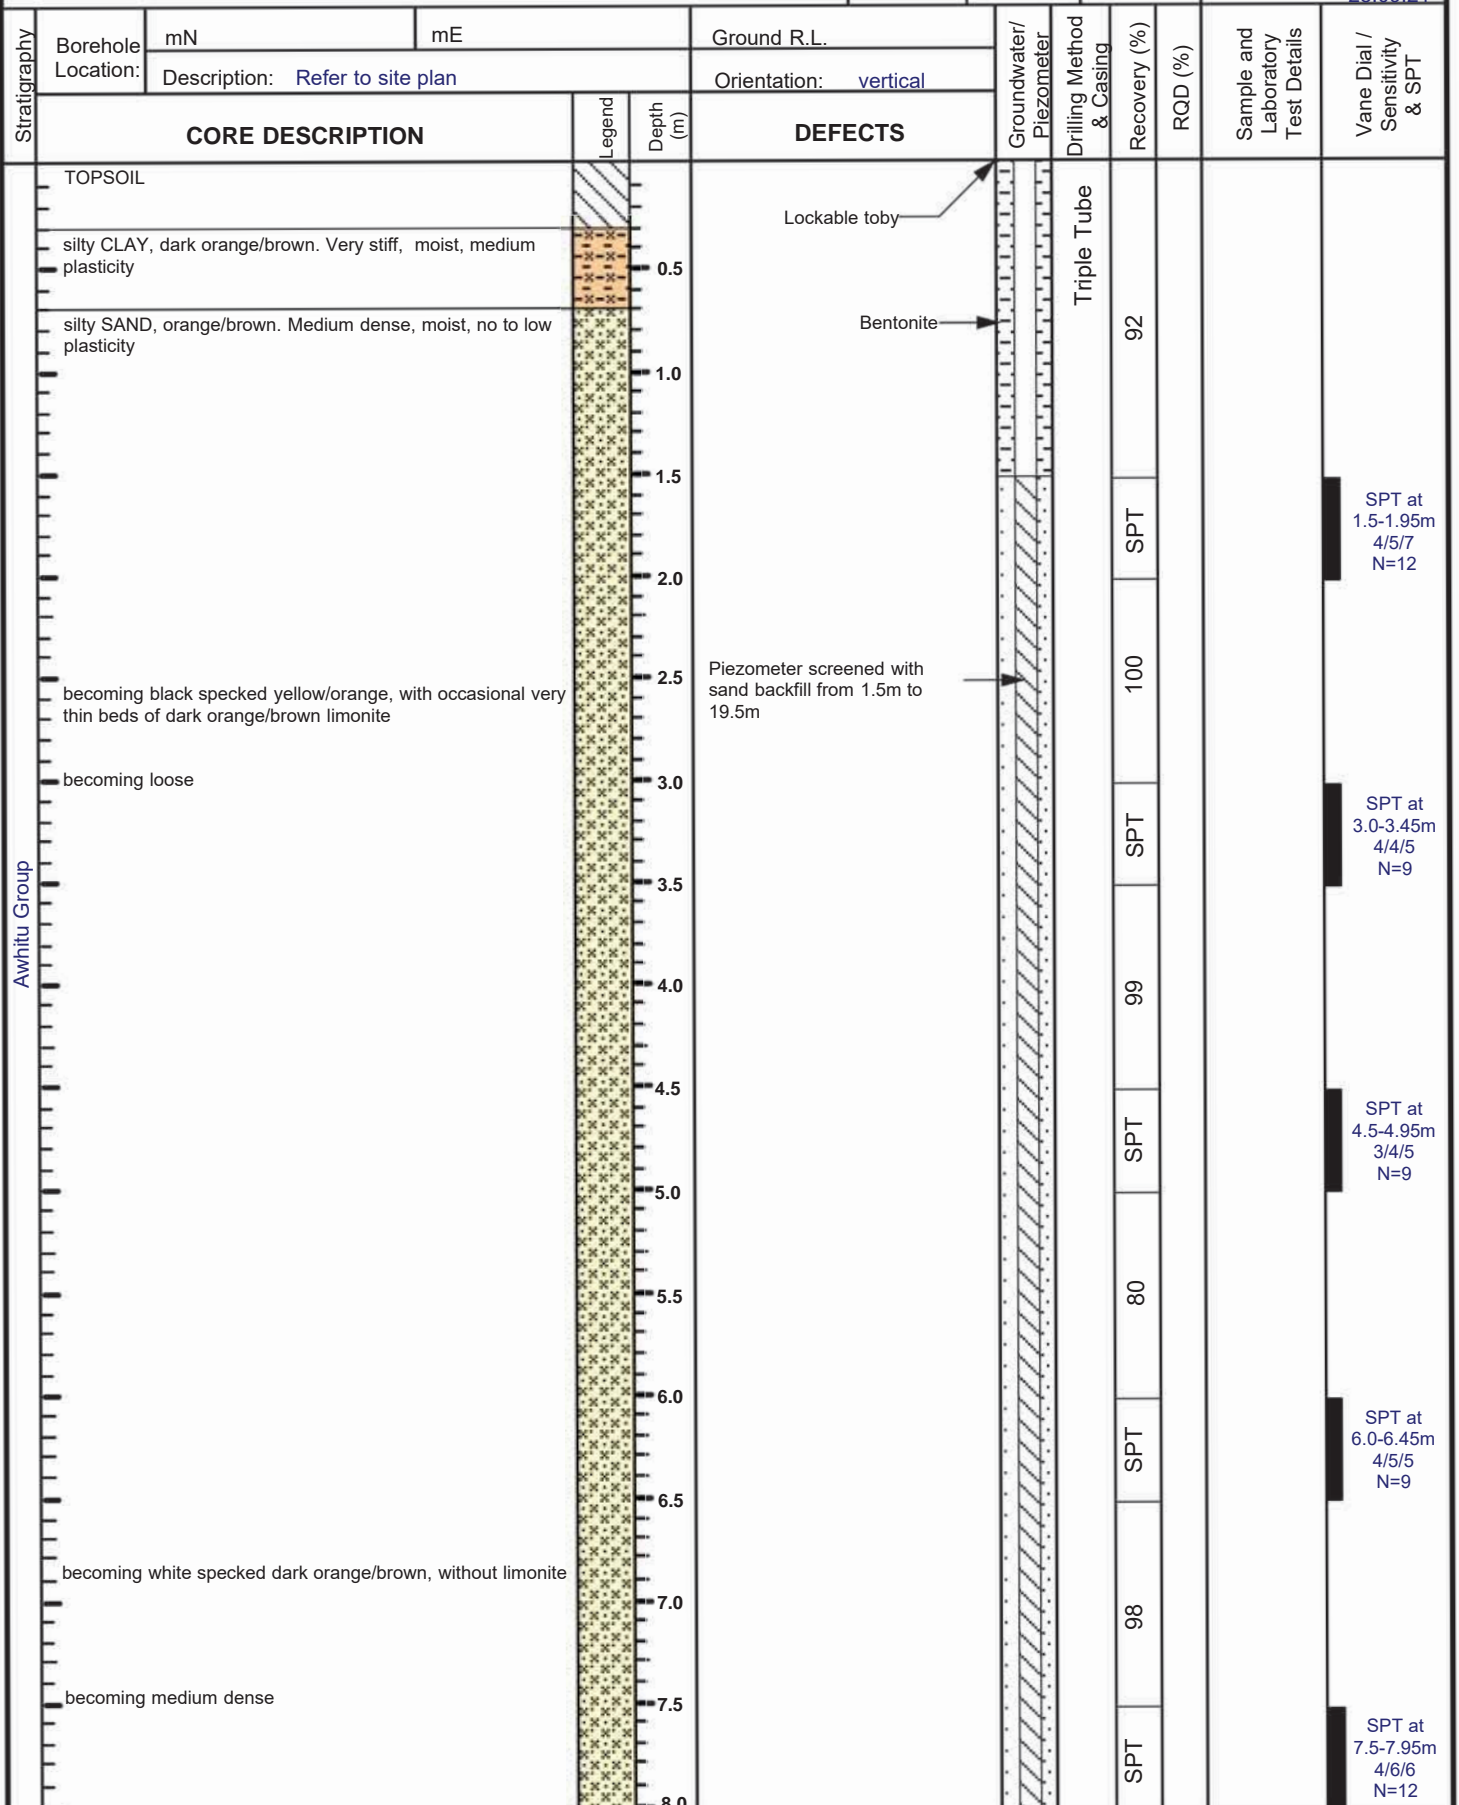 Stratigraphy
Borehole
Location:
mN
mE
Ground R.L.
Description: Refer to site plan
Orientation: vertical
CORE DESCRIPTION
Legend
Depth
(m)
DEFECTS
Groundwater/
Piezometer
Drilling Method
& Casing
Recovery (%)
RQD (%)
Sample and
Laboratory
Test Details
Vane Dial /
Sensitivity
& SPT
TOPSOIL
Lockable toby
Triple Tube
silty CLAY, dark orange/brown. Very stiff, moist, medium
plasticity
0.5
silty SAND, orange/brown. Medium dense, moist, no to low
plasticity
Bentonite
92
1.0
1.5
SPT
SPT at
1.5-1.95m
4/5/7
N=12
2.0
2.5
100
Piezometer screened with
sand backfill from 1.5m to
19.5m
becoming black specked yellow/orange, with occasional very
thin beds of dark orange/brown limonite
becoming loose
3.0
SPT
SPT at
3.0-3.45m
4/4/5
N=9
3.5
Awhitu Group
4.0
99
4.5
SPT
SPT at
4.5-4.95m
3/4/5
N=9
5.0
80
5.5
6.0
SPT
SPT at
6.0-6.45m
4/5/5
N=9
6.5
becoming white specked dark orange/brown, without limonite
7.0
98
becoming medium dense
7.5
SPT
SPT at
7.5-7.95m
4/6/6
N=12
8.0